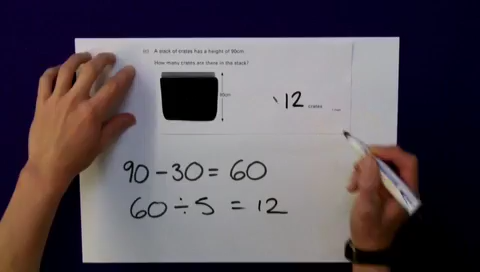 (b) A stack of crates has a height of 90cm.
How many crates are there in the stack?
90cm
12 crates
90 - 30 = 60
60 ÷ 5 = 12